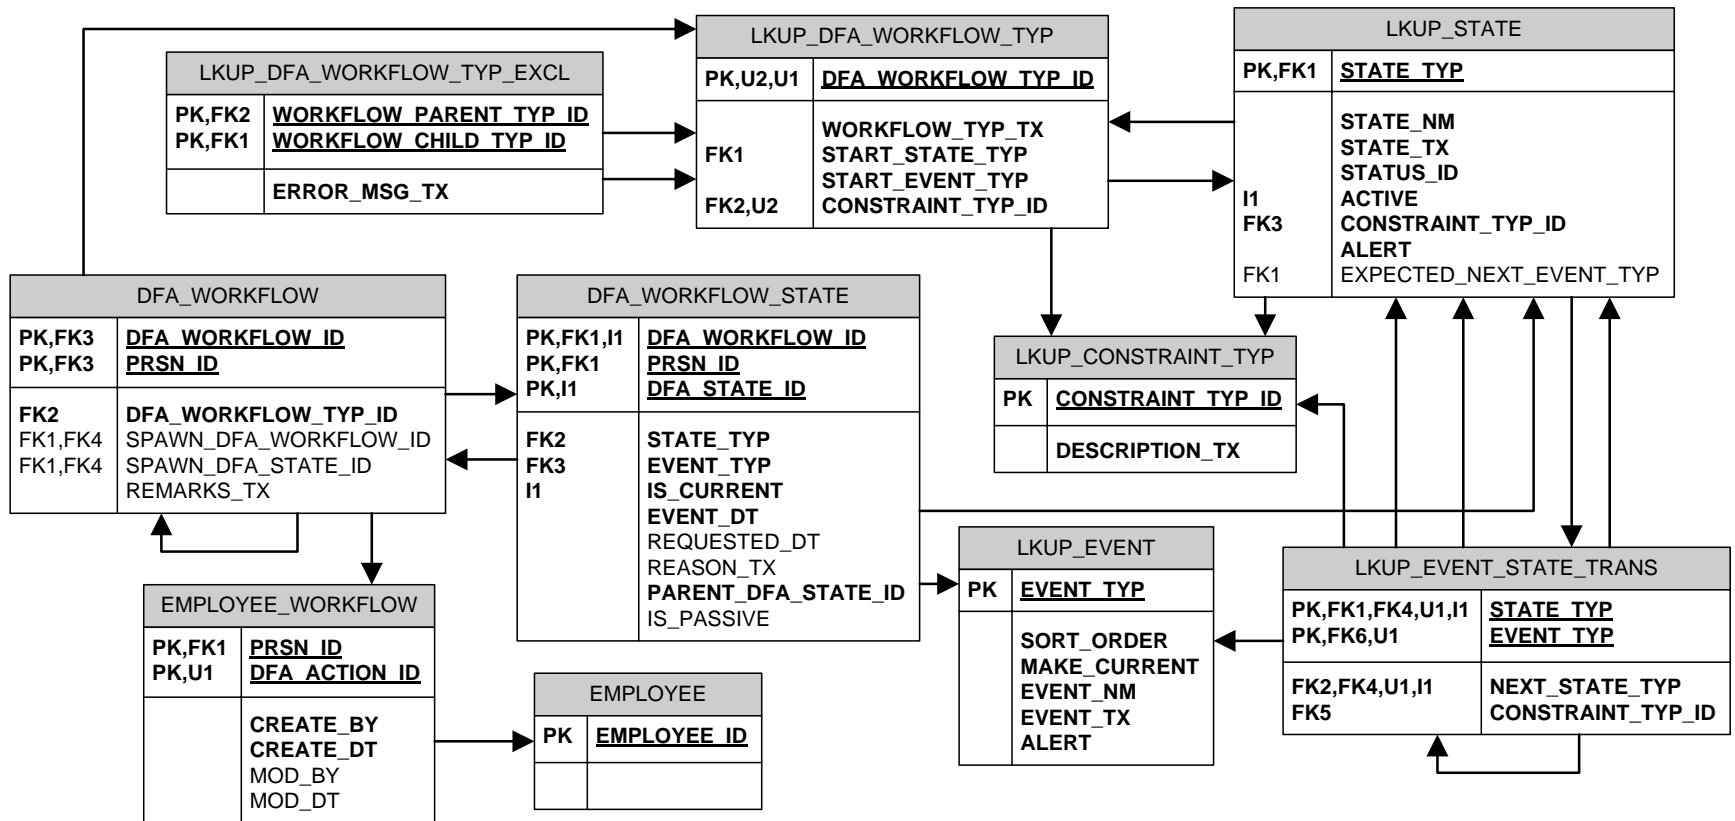 LKUP_DFA_WORKFLOW_TYP_EXCL
PK,FK2 WORKFLOW_PARENT_TYP_ID
PK,FK1 WORKFLOW_CHILD_TYP_ID
ERROR_MSG_TX
LKUP_DFA_WORKFLOW_TYP
PK,U2,U1 DFA_WORKFLOW_TYP_ID
WORKFLOW_TYP_TX
FK1 START_STATE_TYP
START_EVENT_TYP
FK2,U2 CONSTRAINT_TYP_ID
LKUP_STATE
PK,FK1 STATE_TYP
STATE_NM
STATE_TX
STATUS_ID
I1 ACTIVE
FK3 CONSTRAINT_TYP_ID
ALERT
FK1 EXPECTED_NEXT_EVENT_TYP
DFA_WORKFLOW
PK,FK3 DFA_WORKFLOW_ID
PK,FK3 PRSN_ID
FK2 DFA_WORKFLOW_TYP_ID
FK1,FK4 SPAWN_DFA_WORKFLOW_ID
FK1,FK4 SPAWN_DFA_STATE_ID
REMARKS_TX
DFA_WORKFLOW_STATE
PK,FK1,I1 DFA_WORKFLOW_ID
PK,FK1 PRSN_ID
PK,I1 DFA_STATE_ID
FK2 STATE_TYP
FK3 EVENT_TYP
I1 IS_CURRENT
EVENT_DT
REQUESTED_DT
REASON_TX
PARENT_DFA_STATE_ID
IS_PASSIVE
LKUP_CONSTRAINT_TYP
PK CONSTRAINT_TYP_ID
DESCRIPTION_TX
EMPLOYEE_WORKFLOW
PK,FK1 PRSN_ID
PK,U1 DFA_ACTION_ID
CREATE_BY
CREATE_DT
MOD_BY
MOD_DT
EMPLOYEE
PK EMPLOYEE_ID
LKUP_EVENT
PK EVENT_TYP
SORT_ORDER
MAKE_CURRENT
EVENT_NM
EVENT_TX
ALERT
LKUP_EVENT_STATE_TRANS
PK,FK1,FK4,U1,I1 STATE_TYP
PK,FK6,U1 EVENT_TYP
FK2,FK4,U1,I1 NEXT_STATE_TYP
FK5 CONSTRAINT_TYP_ID